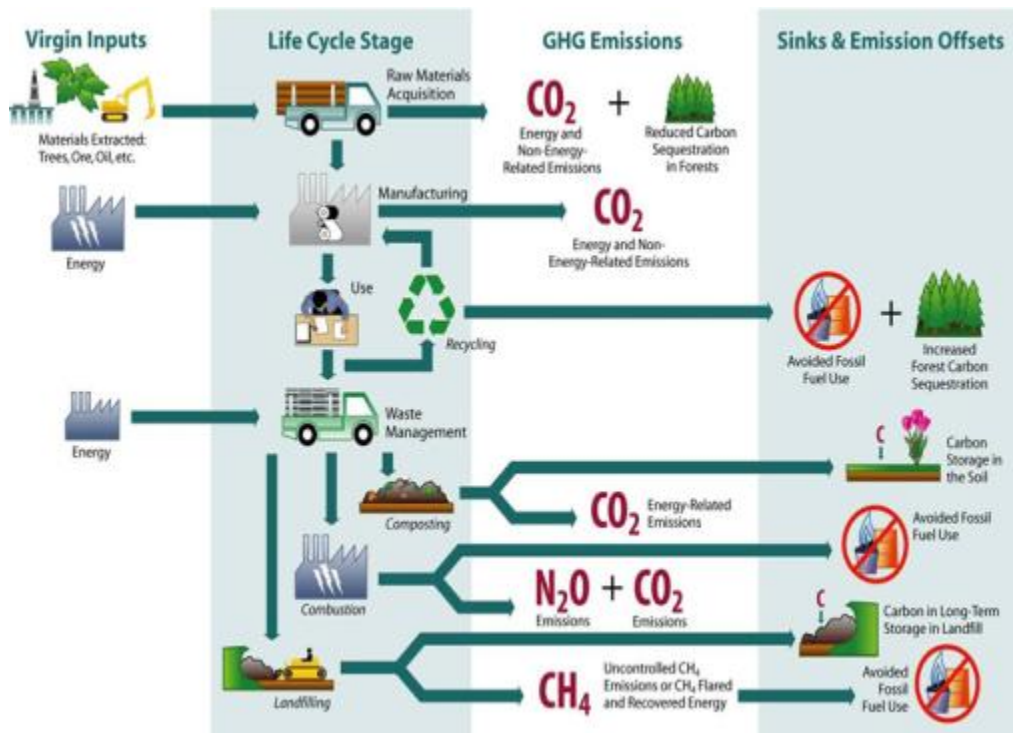 Virgin Inputs
Life Cycle Stage
GHG Emissions
Sinks & Emission Offsets
Materials Extracted:
Trees, Ore, Oil, etc.
Raw Materials
Acquisition
CO₂
Energy and
Non-Energy-
Related Emissions
+
Reduced Carbon
Sequestration
in Forests
Energy
Manufacturing
CO₂
Energy and Non-
Energy-Related Emissions
Use
Recycling
Avoided Fossil
Fuel Use
+
Increased
Forest Carbon
Sequestration
Energy
Waste
Management
Composting
CO₂
Energy-Related
Emissions
C
Carbon
Storage in
the Soil
Combustion
N₂O
Emissions
+
CO₂
Emissions
Avoided Fossil
Fuel Use
Landfilling
C
Carbon in Long-Term
Storage in Landfill
CH₄
Uncontrolled CH₄
Emissions or CH₄ Flared
and Recovered Energy
Avoided
Fossil
Fuel Use